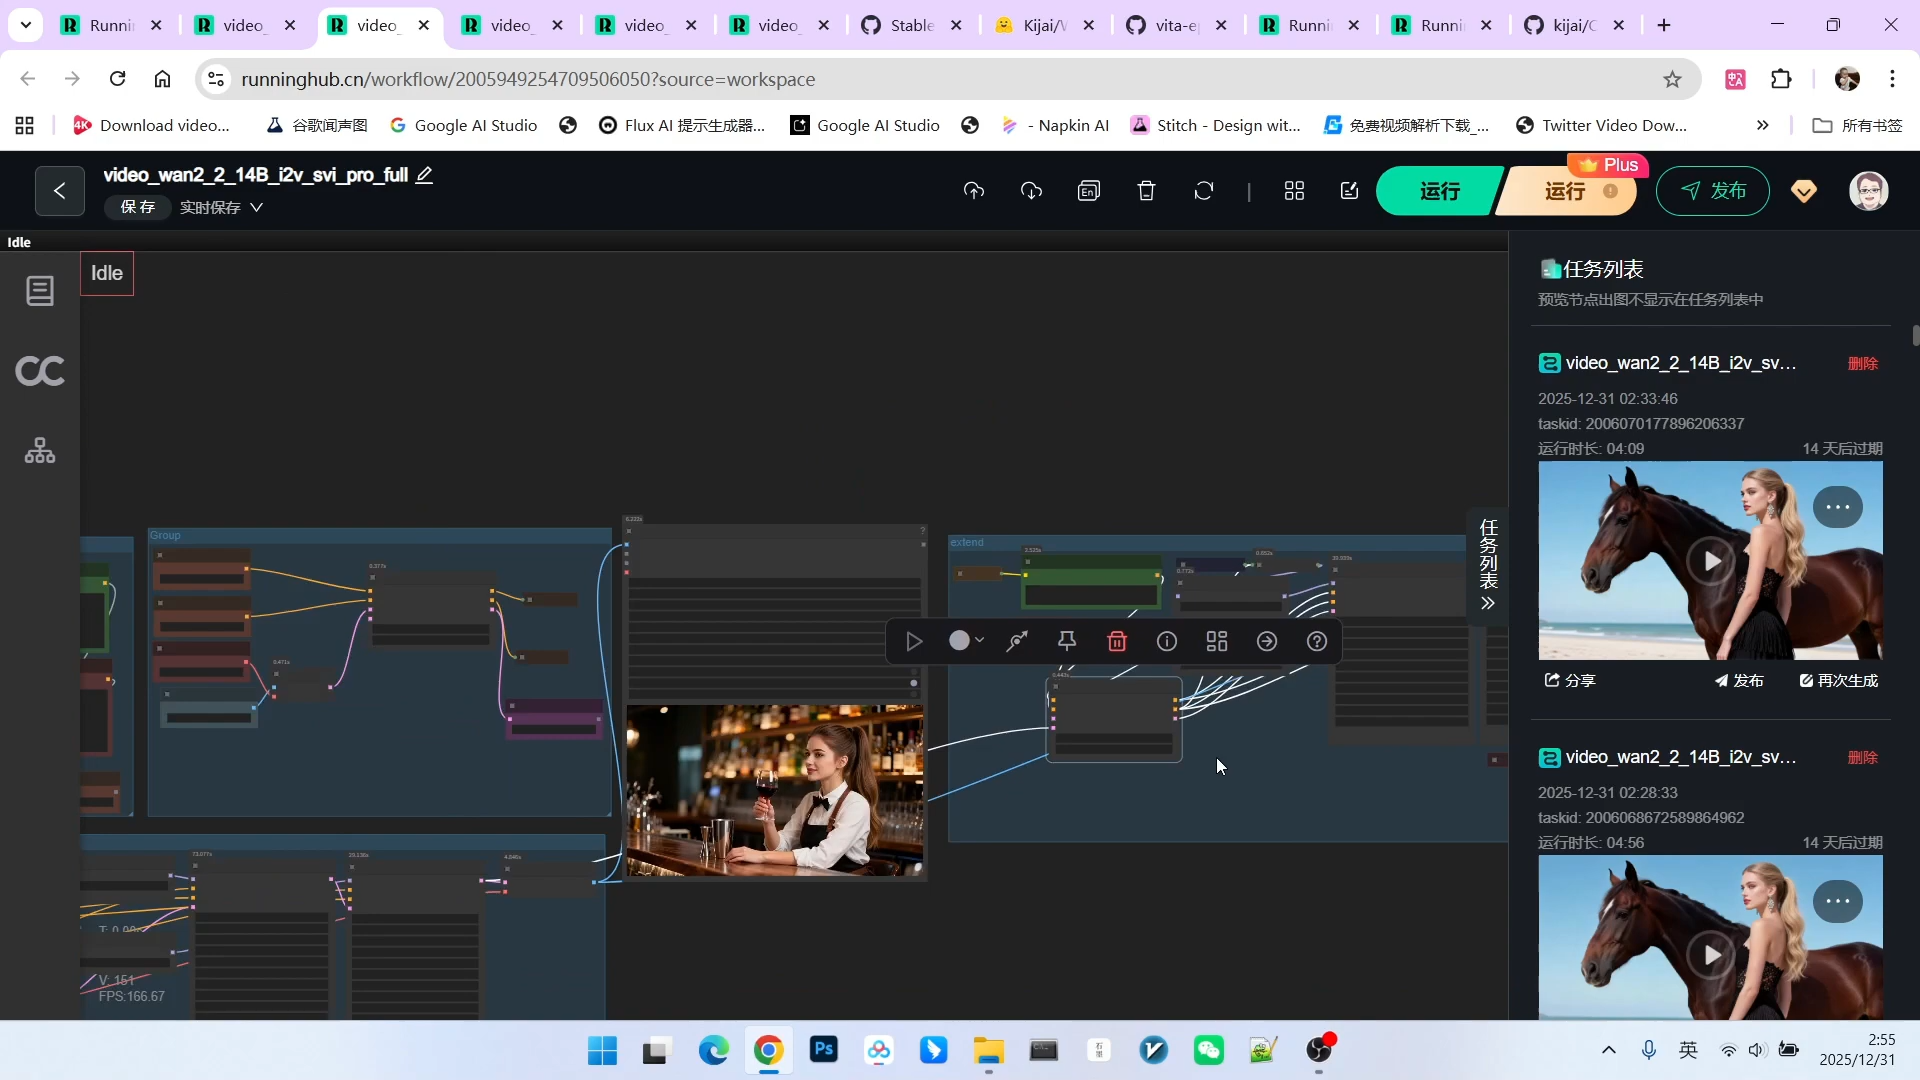 Runni
video_
video_
video_
video_
video_
Stable
Kijai/V
vita-e
Runni
Runni
kijai/C
runninghub.cn/workflow/2005949254709506050?source=workspace
Download video...
谷歌闻声图
Google AI Studio
Flux AI 提示生成器...
Google AI Studio
- Napkin AI
Stitch - Design wit...
免费视频解析下载_...
Twitter Video Dow...
所有书签
video_wan2_2_14B_i2v_svi_pro_full
保存
实时保存
运行
Plus
运行
发布
Idle
Idle
任务列表
预览节点出图不显示在任务列表中
video_wan2_2_14B_i2v_sv...
删除
2025-12-31 02:33:46
taskid: 2006070177896206337
运行时长: 04:09
14 天后过期
分享
发布
再次生成
video_wan2_2_14B_i2v_sv...
删除
2025-12-31 02:28:33
taskid: 2006068672589864962
运行时长: 04:56
14 天后过期
任务列表
Group
extend
V: 151
FPS:166.67
英
2:55
2025/12/31